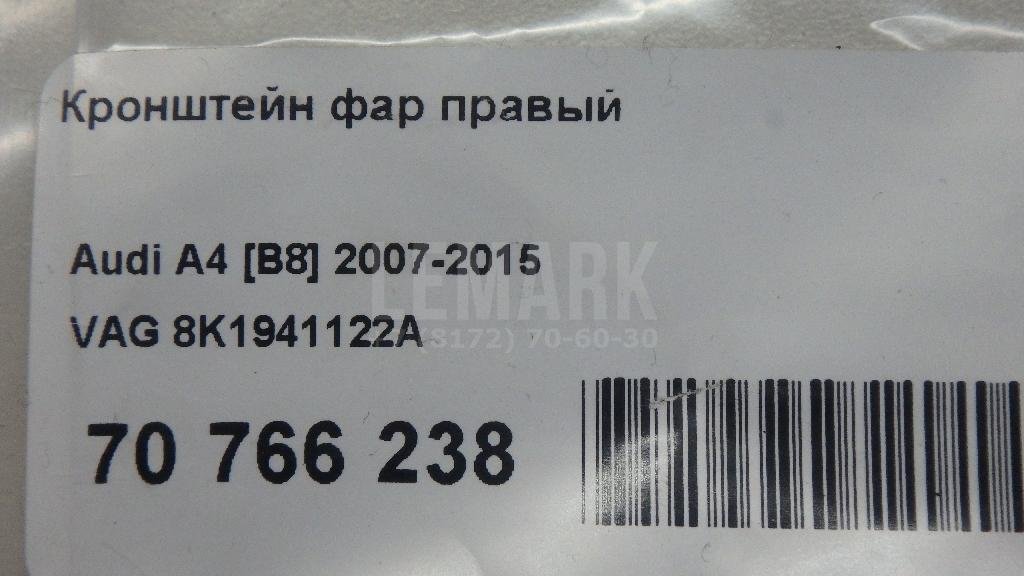 Кронштейн фар правый
Audi A4 [B8] 2007-2015
LEMARK
VAG 8K1941122A
(8172) 70-60-30
70 766 238